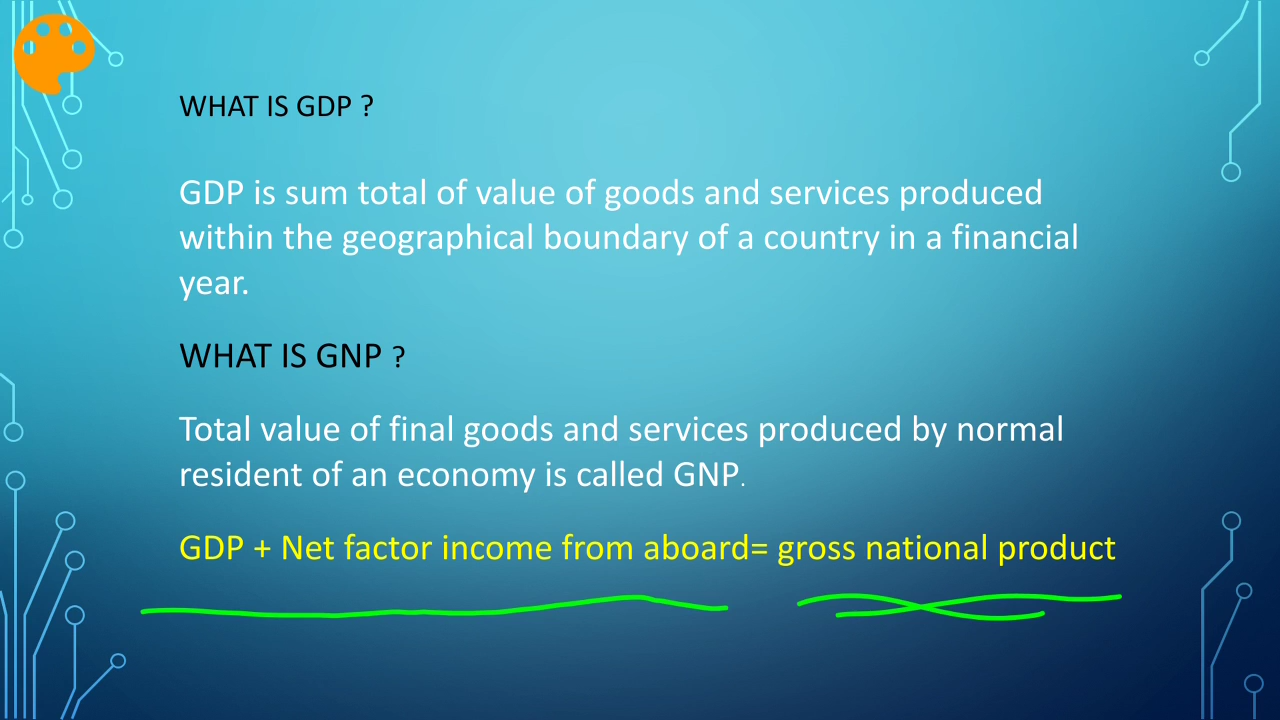 WHAT IS GDP ?
GDP is sum total of value of goods and services produced
within the geographical boundary of a country in a financial
year.
WHAT IS GNP ?
Total value of final goods and services produced by normal
resident of an economy is called GNP.
GDP + Net factor income from aboard= gross national product